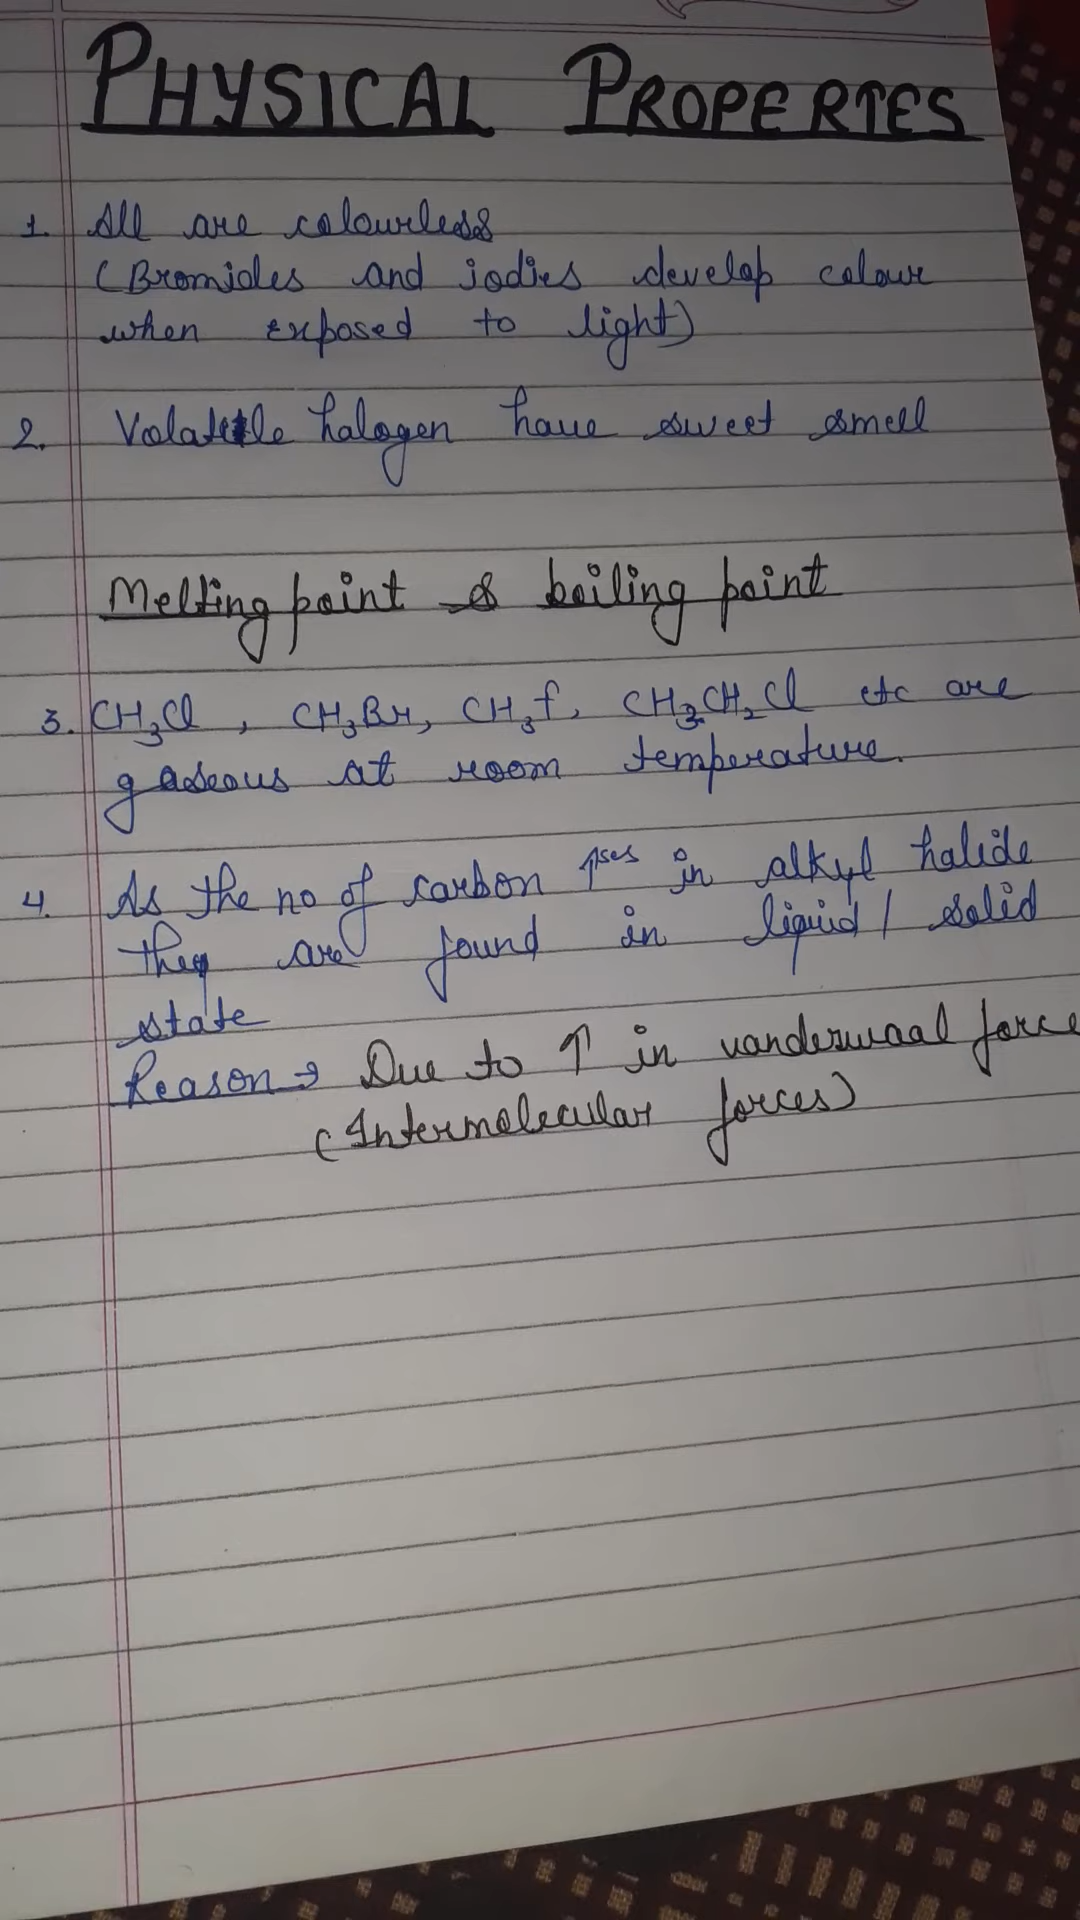 PHYSICAL PROPERTES
1. All are colourless
(Bromides and iodies develop colour
when exposed to light)
2. Volatile halogen have sweet smell
Melting point & boiling point
3. CH₃Cl, CH₃Br, CH₃f, CH₃CH₂Cl etc are
gaseous at room temperature.
4. As the no of carbon ↑ses in alkyl halide
they are found in liquid / solid
state
Reason → Due to ↑ in vanderwaal force
(Intermolecular forces)